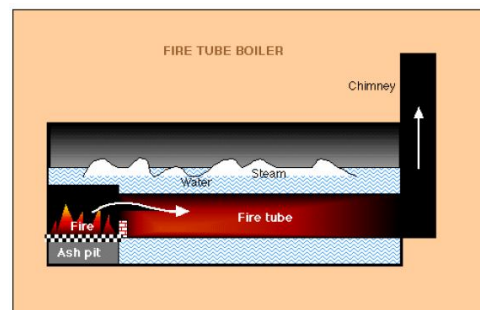 FIRE TUBE BOILER
Chimney
Steam
Water
Fire tube
Fire
Ash pit